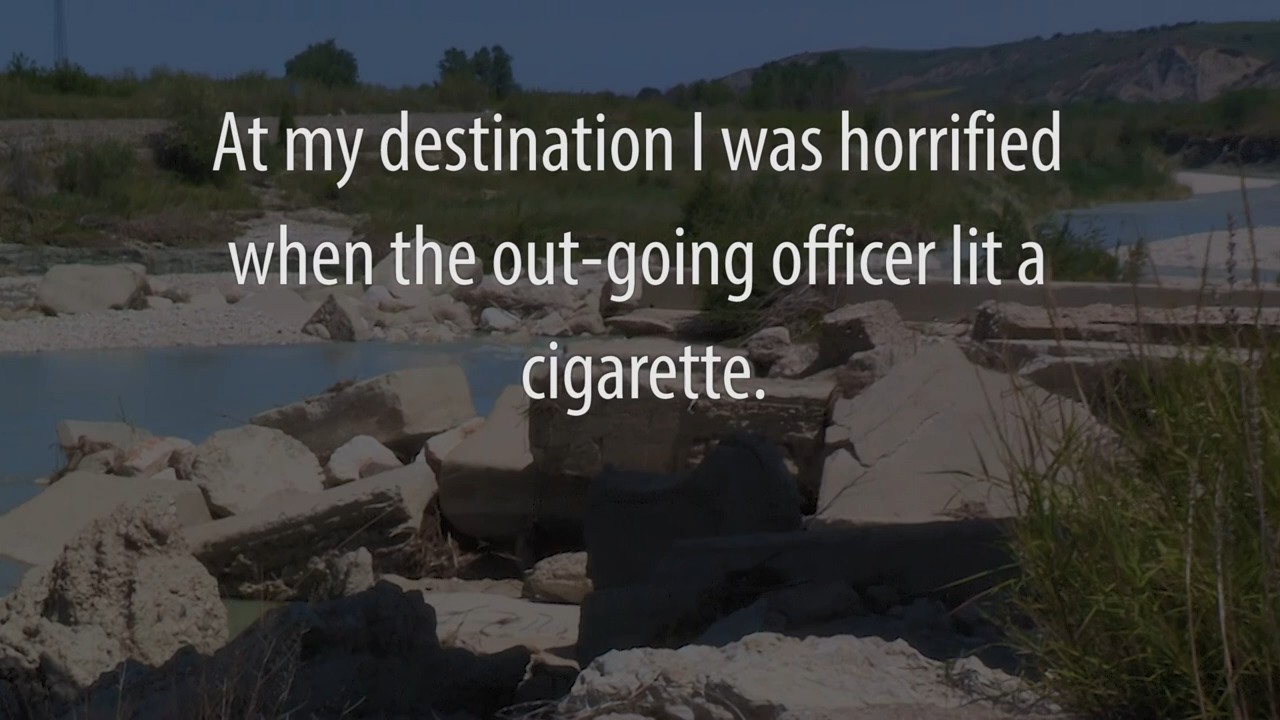 At my destination I was horrified
when the out-going officer lit a
cigarette.